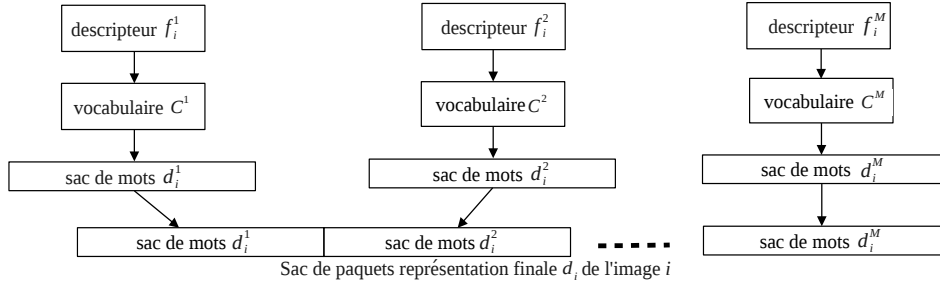 descripteur f_i^1
descripteur f_i^2
descripteur f_i^M
vocabulaire C^1
vocabulaire C^2
vocabulaire C^M
sac de mots d_i^1
sac de mots d_i^2
sac de mots d_i^M
sac de mots d_i^1
sac de mots d_i^2
sac de mots d_i^M
Sac de paquets représentation finale d_i de l'image i